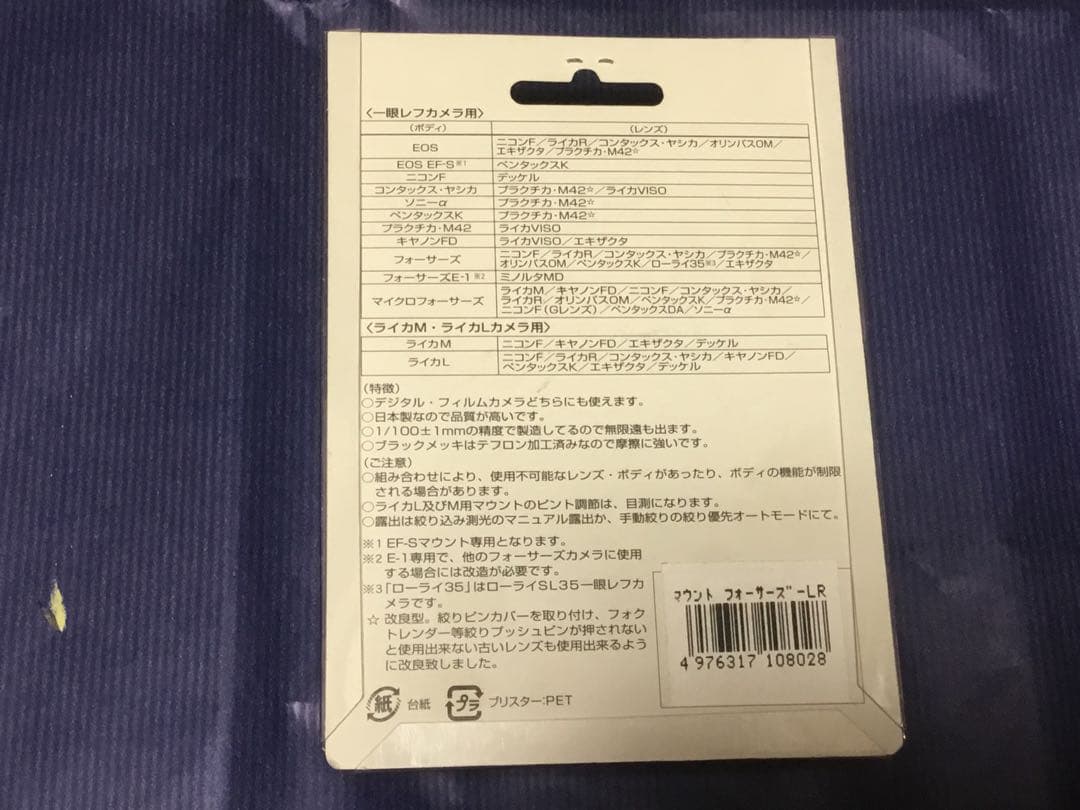 〈一眼レフカメラ用〉
（ボディ） （レンズ）
EOS ニコンF／ライカR／コンタックス・ヤシカ／オリンパスOM／
エキザクタ／プラクチカ・M42☆
EOS EF-S※1 ペンタックスK
ニコンF デッケル
コンタックス・ヤシカ プラクチカ・M42☆／ライカVISO
ソニーα プラクチカ・M42☆
ペンタックスK プラクチカ・M42☆
プラクチカ・M42 ライカVISO
キヤノンFD ライカVISO／エキザクタ
フォーサーズ ニコンF／ライカR／コンタックス・ヤシカ／プラクチカ・M42☆／
オリンパスOM／ペンタックスK／ローライ35※3／エキザクタ
フォーサーズE-1 ※2 ミノルタMD
マイクロフォーサーズ ライカM／キヤノンFD／ニコンF／コンタックス・ヤシカ／
ライカR／オリンパスOM／ペンタックスK／プラクチカ・M42☆／
ニコンF（Gレンズ）／ペンタックスDA／ソニーα
〈ライカM・ライカLカメラ用〉
ライカM ニコンF／キヤノンFD／エキザクタ／デッケル
ライカL ニコンF／ライカR／コンタックス・ヤシカ／キヤノンFD／
ペンタックスK／エキザクタ／デッケル
（特徴）
○デジタル・フィルムカメラどちらにも使えます。
○日本製なので品質が高いです。
○1/100±1mmの精度で製造してるので無限遠も出ます。
○ブラックメッキはテフロン加工済みなので摩擦に強いです。
（ご注意）
○組み合わせにより、使用不可能なレンズ・ボディがあったり、ボディの機能が制限
される場合があります。
○ライカL及びM用マウントのピント調節は、目測になります。
○露出は絞り込み測光のマニュアル露出か、手動絞りの絞り優先オートモードにて。
※1 EF-Sマウント専用となります。
※2 E-1専用で、他のフォーサーズカメラに使用
する場合には改造が必要です。
※3「ローライ35」はローライSL35一眼レフカ
メラです。
☆ 改良型。絞りピンカバーを取り付け、フォク
トレンダー等絞りプッシュピンが押されない
と使用出来ない古いレンズも使用出来るよう
に改良致しました。
マウント フォーサーズ-LR
4 976317 108028
紙 台紙 プラ ブリスター:PET